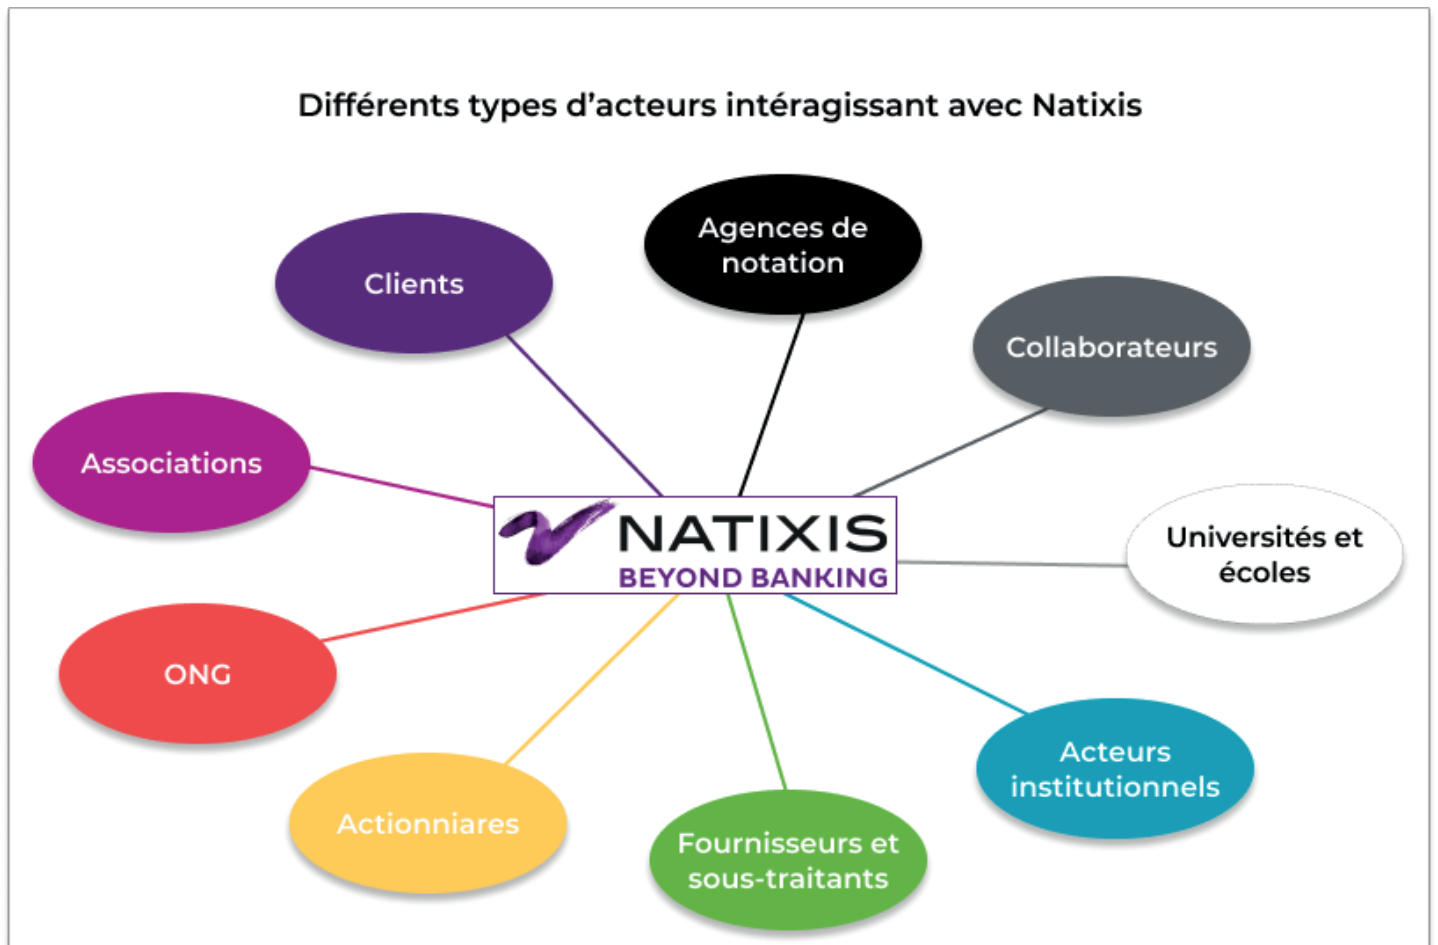 Différents types d'acteurs intéragissant avec Natixis
Agences de
notation
Clients
Collaborateurs
Associations
NATIXIS
BEYOND BANKING
Universités et
écoles
ONG
Acteurs
institutionnels
Actionniares
Fournisseurs et
sous-traitants